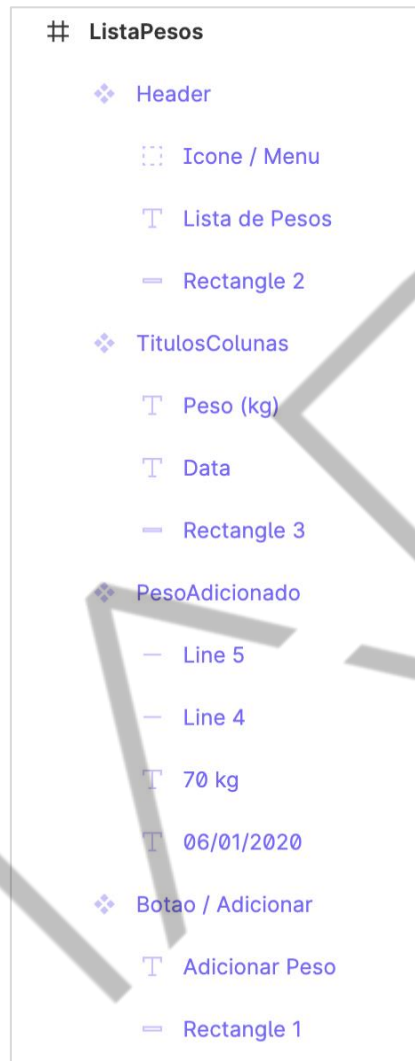 ListaPesos
Header
Icone / Menu
Lista de Pesos
Rectangle 2
TitulosColunas
Peso (kg)
Data
Rectangle 3
PesoAdicionado
Line 5
Line 4
70 kg
06/01/2020
Botao / Adicionar
Adicionar Peso
Rectangle 1